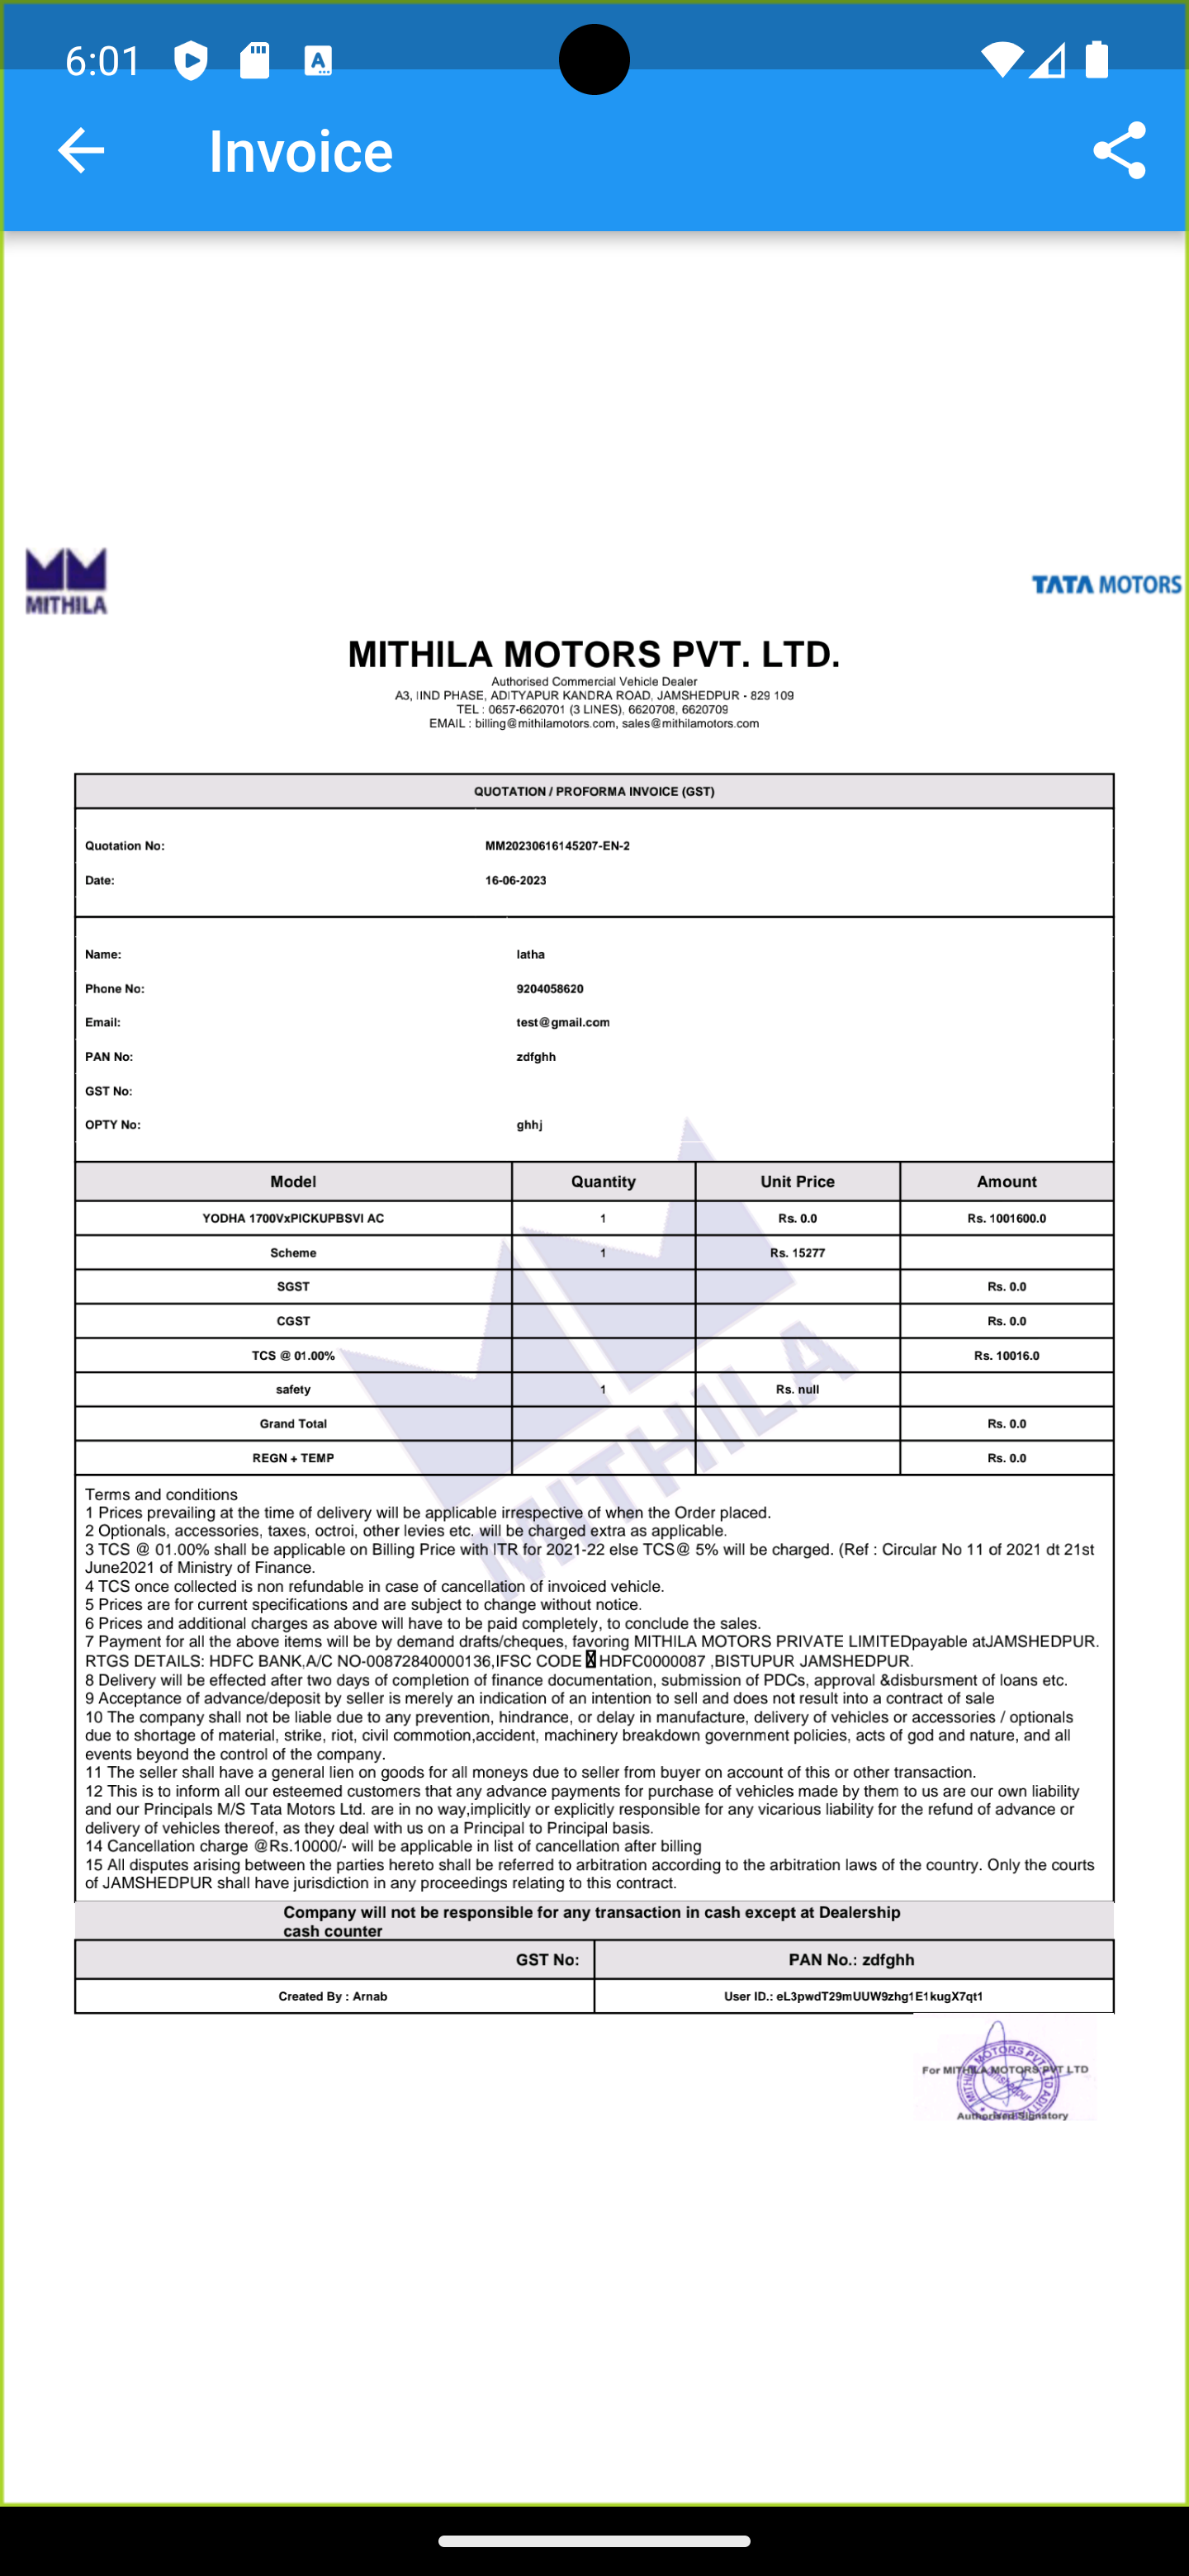 6:01
Invoice
MITHILA
TATA MOTORS
MITHILA MOTORS PVT. LTD.
Authorised Commercial Vehicle Dealer
A3, IIND PHASE, ADITYAPUR KANDRA ROAD, JAMSHEDPUR - 829 109
TEL : 0657-6620701 (3 LINES), 6620708, 6620709
EMAIL : billing@mithilamotors.com, sales@mithilamotors.com
QUOTATION / PROFORMA INVOICE (GST)
Quotation No: MM20230616145207-EN-2
Date: 16-06-2023
Name: latha
Phone No: 9204058620
Email: test@gmail.com
PAN No: zdfghh
GST No:
OPTY No: ghhj
Model Quantity Unit Price Amount
YODHA 1700VxPICKUPBSVI AC 1 Rs. 0.0 Rs. 1001600.0
Scheme 1 Rs. 15277
SGST Rs. 0.0
CGST Rs. 0.0
TCS @ 01.00% Rs. 10016.0
safety 1 Rs. null
Grand Total Rs. 0.0
REGN + TEMP Rs. 0.0
MITHILA
Terms and conditions
1 Prices prevailing at the time of delivery will be applicable irrespective of when the Order placed.
2 Optionals, accessories, taxes, octroi, other levies etc. will be charged extra as applicable.
3 TCS @ 01.00% shall be applicable on Billing Price with ITR for 2021-22 else TCS@ 5% will be charged. (Ref : Circular No 11 of 2021 dt 21st
June2021 of Ministry of Finance.
4 TCS once collected is non refundable in case of cancellation of invoiced vehicle.
5 Prices are for current specifications and are subject to change without notice.
6 Prices and additional charges as above will have to be paid completely, to conclude the sales.
7 Payment for all the above items will be by demand drafts/cheques, favoring MITHILA MOTORS PRIVATE LIMITEDpayable atJAMSHEDPUR.
RTGS DETAILS: HDFC BANK,A/C NO-00872840000136,IFSC CODE HDFC0000087 ,BISTUPUR JAMSHEDPUR.
8 Delivery will be effected after two days of completion of finance documentation, submission of PDCs, approval &disbursment of loans etc.
9 Acceptance of advance/deposit by seller is merely an indication of an intention to sell and does not result into a contract of sale
10 The company shall not be liable due to any prevention, hindrance, or delay in manufacture, delivery of vehicles or accessories / optionals
due to shortage of material, strike, riot, civil commotion,accident, machinery breakdown government policies, acts of god and nature, and all
events beyond the control of the company.
11 The seller shall have a general lien on goods for all moneys due to seller from buyer on account of this or other transaction.
12 This is to inform all our esteemed customers that any advance payments for purchase of vehicles made by them to us are our own liability
and our Principals M/S Tata Motors Ltd. are in no way,implicitly or explicitly responsible for any vicarious liability for the refund of advance or
delivery of vehicles thereof, as they deal with us on a Principal to Principal basis.
14 Cancellation charge @Rs.10000/- will be applicable in list of cancellation after billing
15 All disputes arising between the parties hereto shall be referred to arbitration according to the arbitration laws of the country. Only the courts
of JAMSHEDPUR shall have jurisdiction in any proceedings relating to this contract.
Company will not be responsible for any transaction in cash except at Dealership
cash counter
GST No: PAN No.: zdfghh
Created By : Arnab User ID.: eL3pwdT29mUUW9zhg1E1kugX7qt1
For MITHILA MOTORS PVT LTD
Authorised Signatory